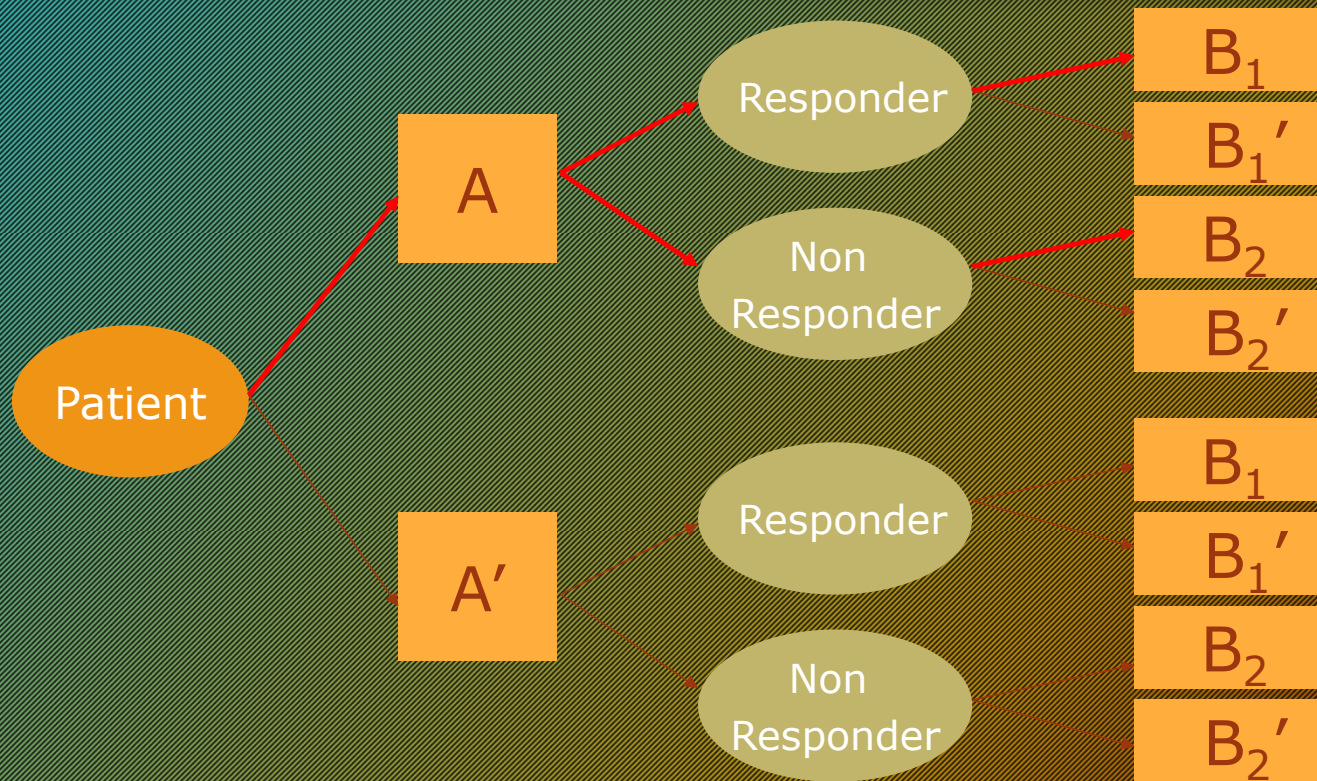 Patient
A
A′
Responder
Non
Responder
Responder
Non
Responder
B₁
B₁′
B₂
B₂′
B₁
B₁′
B₂
B₂′